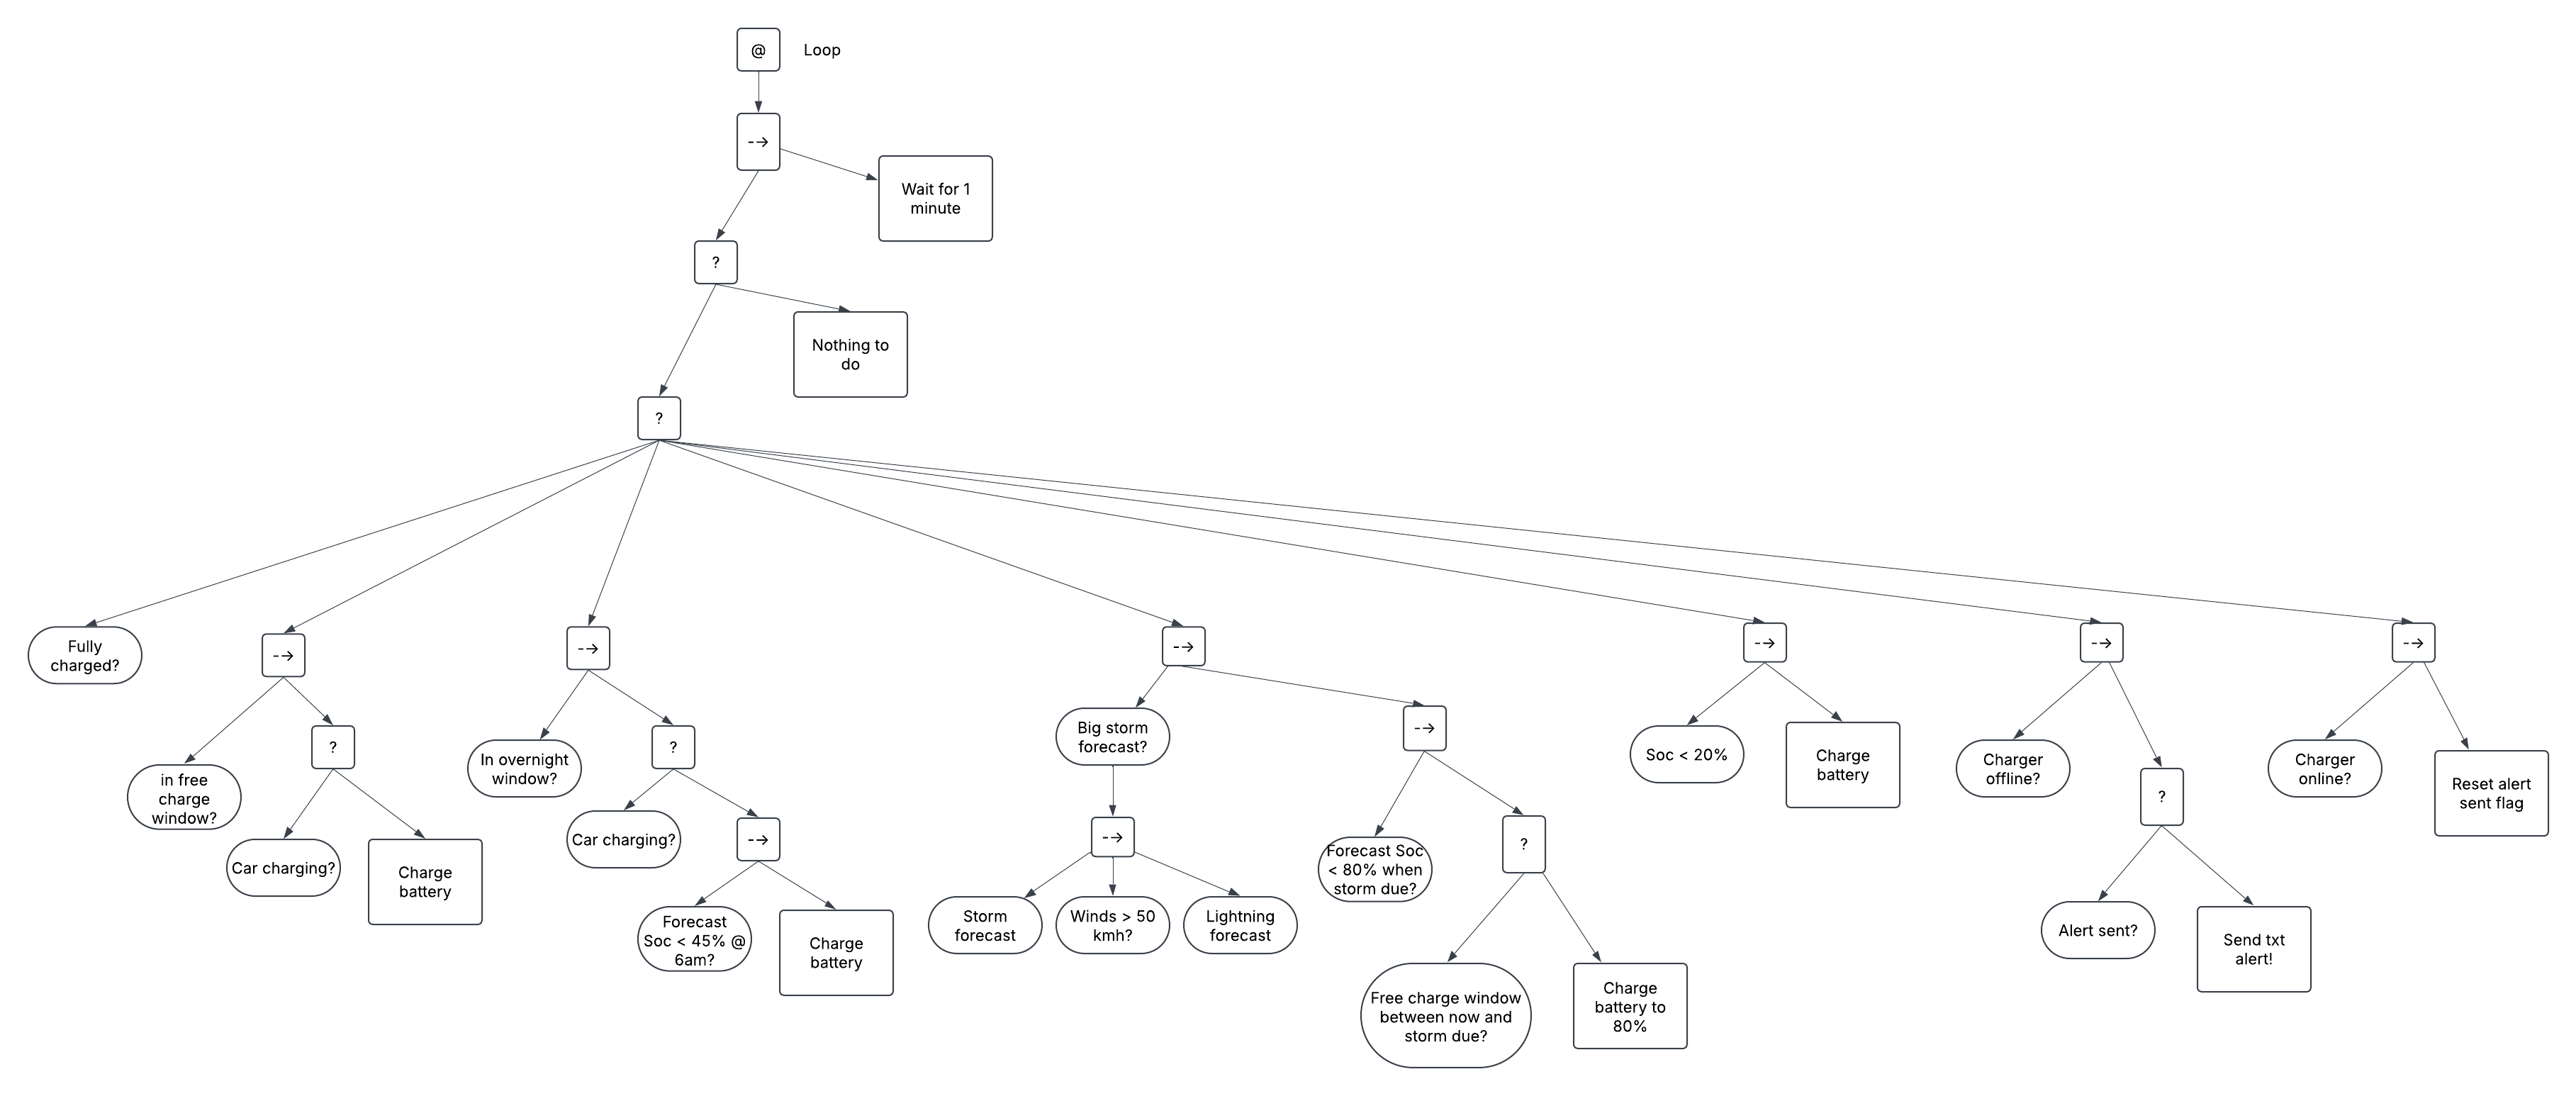 @
Loop
-→
Wait for 1
minute
?
Nothing to
do
?
Fully
charged?
-→
-→
-→
-→
-→
-→
in free
charge
window?
?
Car charging?
Charge
battery
In overnight
window?
?
Car charging?
-→
Forecast
Soc < 45% @
6am?
Charge
battery
Big storm
forecast?
-→
Storm
forecast
Winds > 50
kmh?
Lightning
forecast
-→
Forecast Soc
< 80% when
storm due?
?
Free charge window
between now and
storm due?
Charge
battery to
80%
Soc < 20%
Charge
battery
Charger
offline?
?
Alert sent?
Send txt
alert!
Charger
online?
Reset alert
sent flag